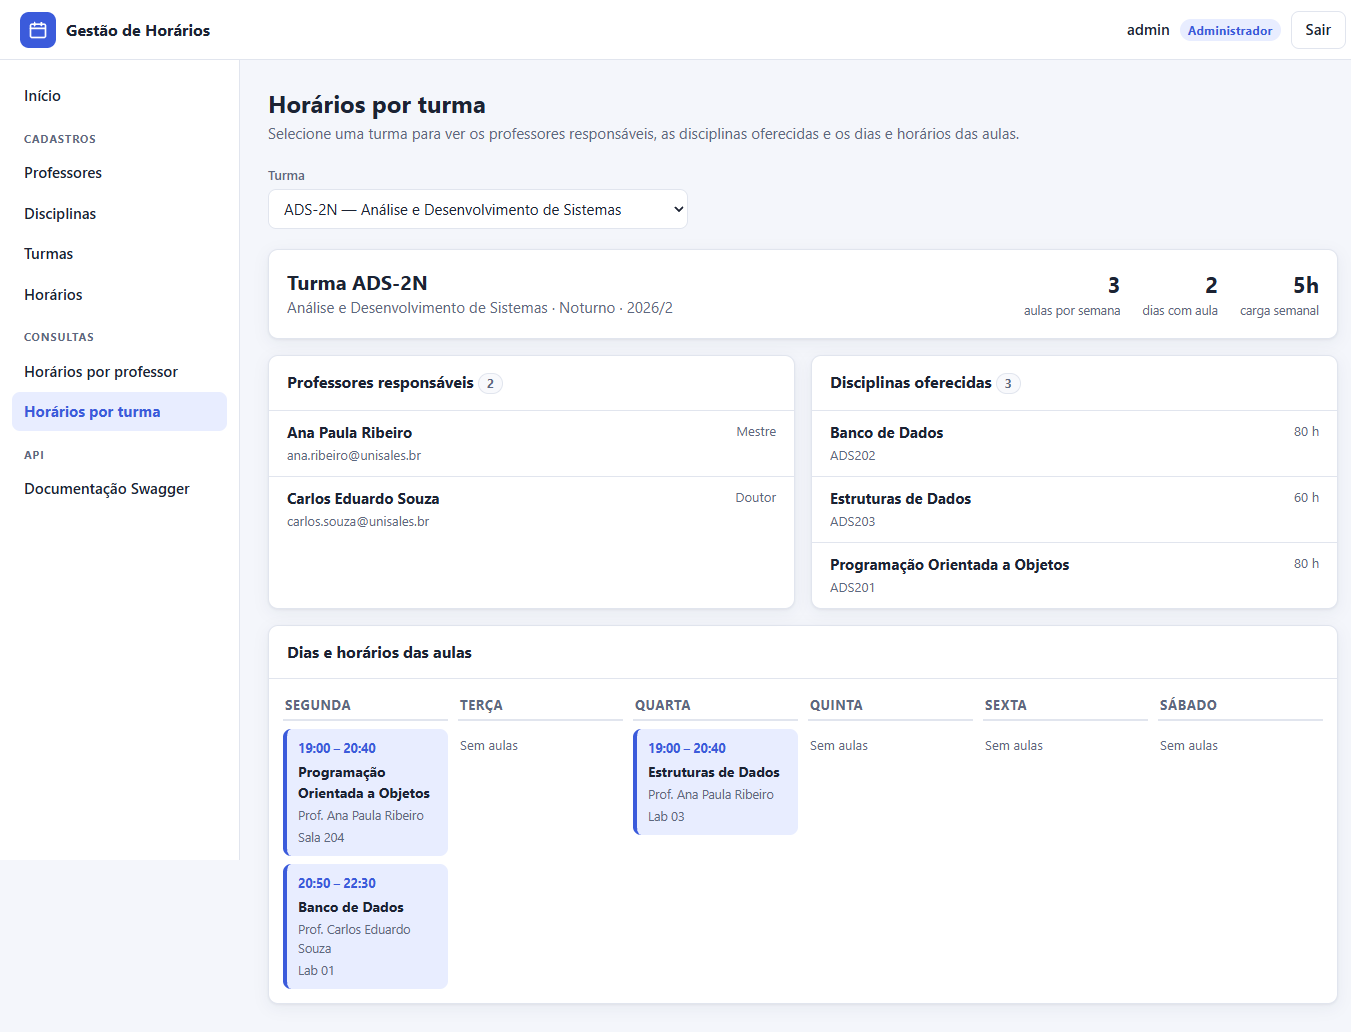 Gestão de Horários
admin
Administrador
Sair
Início
CADASTROS
Professores
Disciplinas
Turmas
Horários
CONSULTAS
Horários por professor
Horários por turma
API
Documentação Swagger
Horários por turma
Selecione uma turma para ver os professores responsáveis, as disciplinas oferecidas e os dias e horários das aulas.
Turma
ADS-2N — Análise e Desenvolvimento de Sistemas
Turma ADS-2N
Análise e Desenvolvimento de Sistemas · Noturno · 2026/2
3
aulas por semana
2
dias com aula
5h
carga semanal
Professores responsáveis 2
Ana Paula Ribeiro
Mestre
ana.ribeiro@unisales.br
Carlos Eduardo Souza
Doutor
carlos.souza@unisales.br
Disciplinas oferecidas 3
Banco de Dados
80 h
ADS202
Estruturas de Dados
60 h
ADS203
Programação Orientada a Objetos
80 h
ADS201
Dias e horários das aulas
SEGUNDA
19:00 – 20:40
Programação
Orientada a Objetos
Prof. Ana Paula Ribeiro
Sala 204
20:50 – 22:30
Banco de Dados
Prof. Carlos Eduardo
Souza
Lab 01
TERÇA
Sem aulas
QUARTA
19:00 – 20:40
Estruturas de Dados
Prof. Ana Paula Ribeiro
Lab 03
QUINTA
Sem aulas
SEXTA
Sem aulas
SÁBADO
Sem aulas